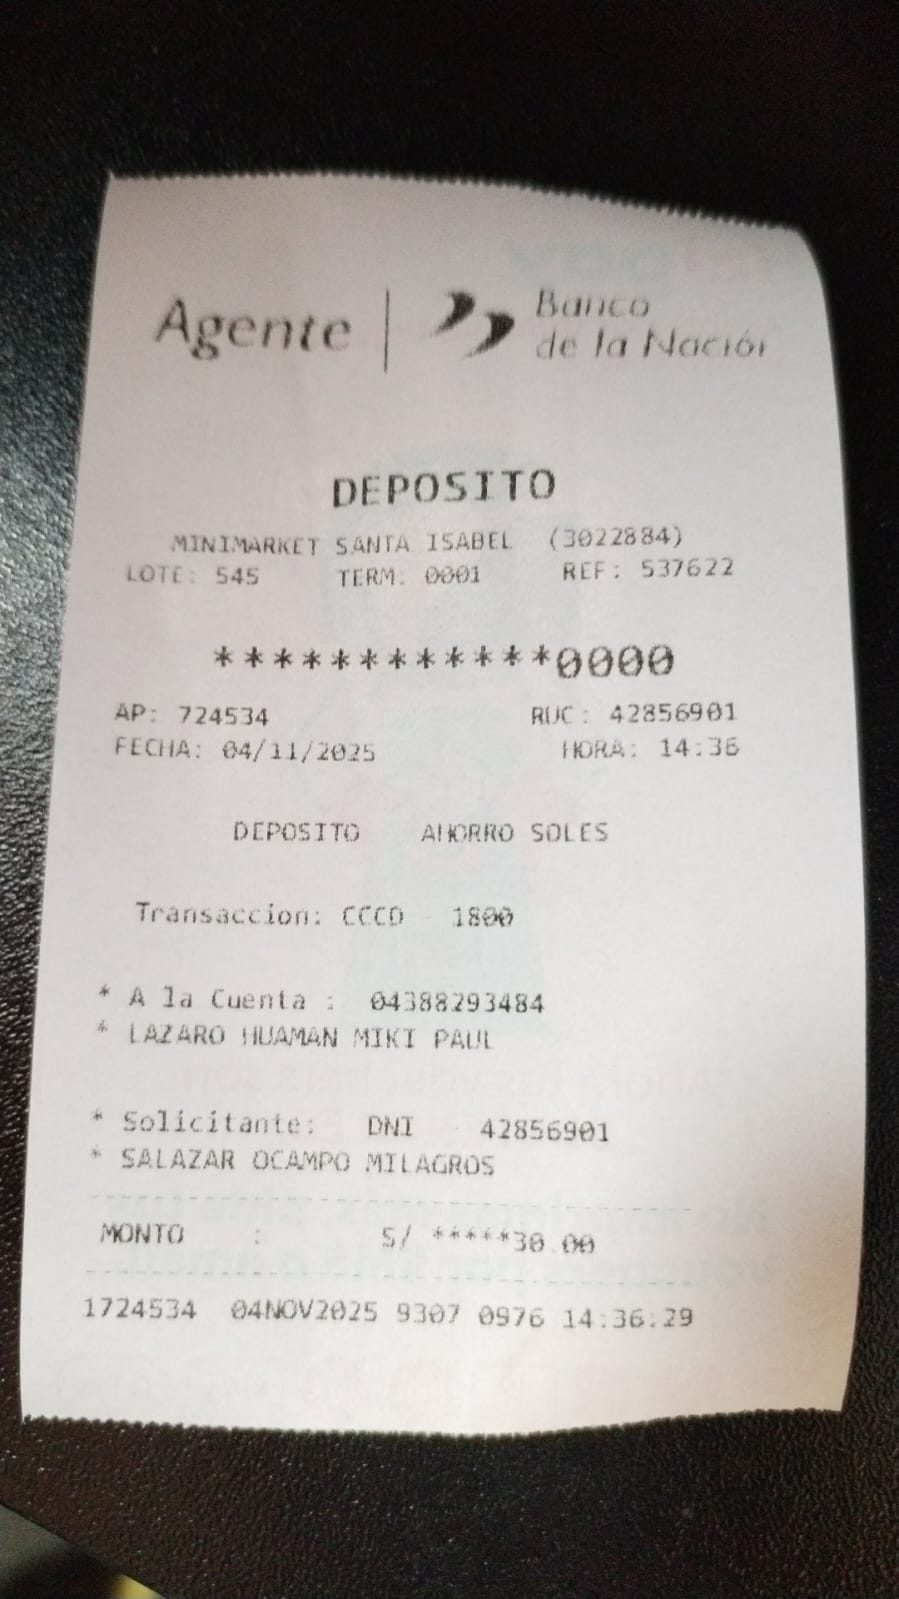 Agente | Banco
de la Nación
DEPOSITO
MINIMARKET SANTA ISABEL (3022884)
LOTE: 545 TERM: 0001 REF: 537622
************0000
AP: 724534 RUC: 42856901
FECHA: 04/11/2025 HORA: 14:36
DEPOSITO AHORRO SOLES
Transaccion: CCCD 1800
* A la Cuenta : 04388293484
* LAZARO HUAMAN MIKI PAUL
* Solicitante: DNI 42856901
* SALAZAR OCAMPO MILAGROS
MONTO : S/ *****30.00
1724534 04NOV2025 9307 0976 14:36:29